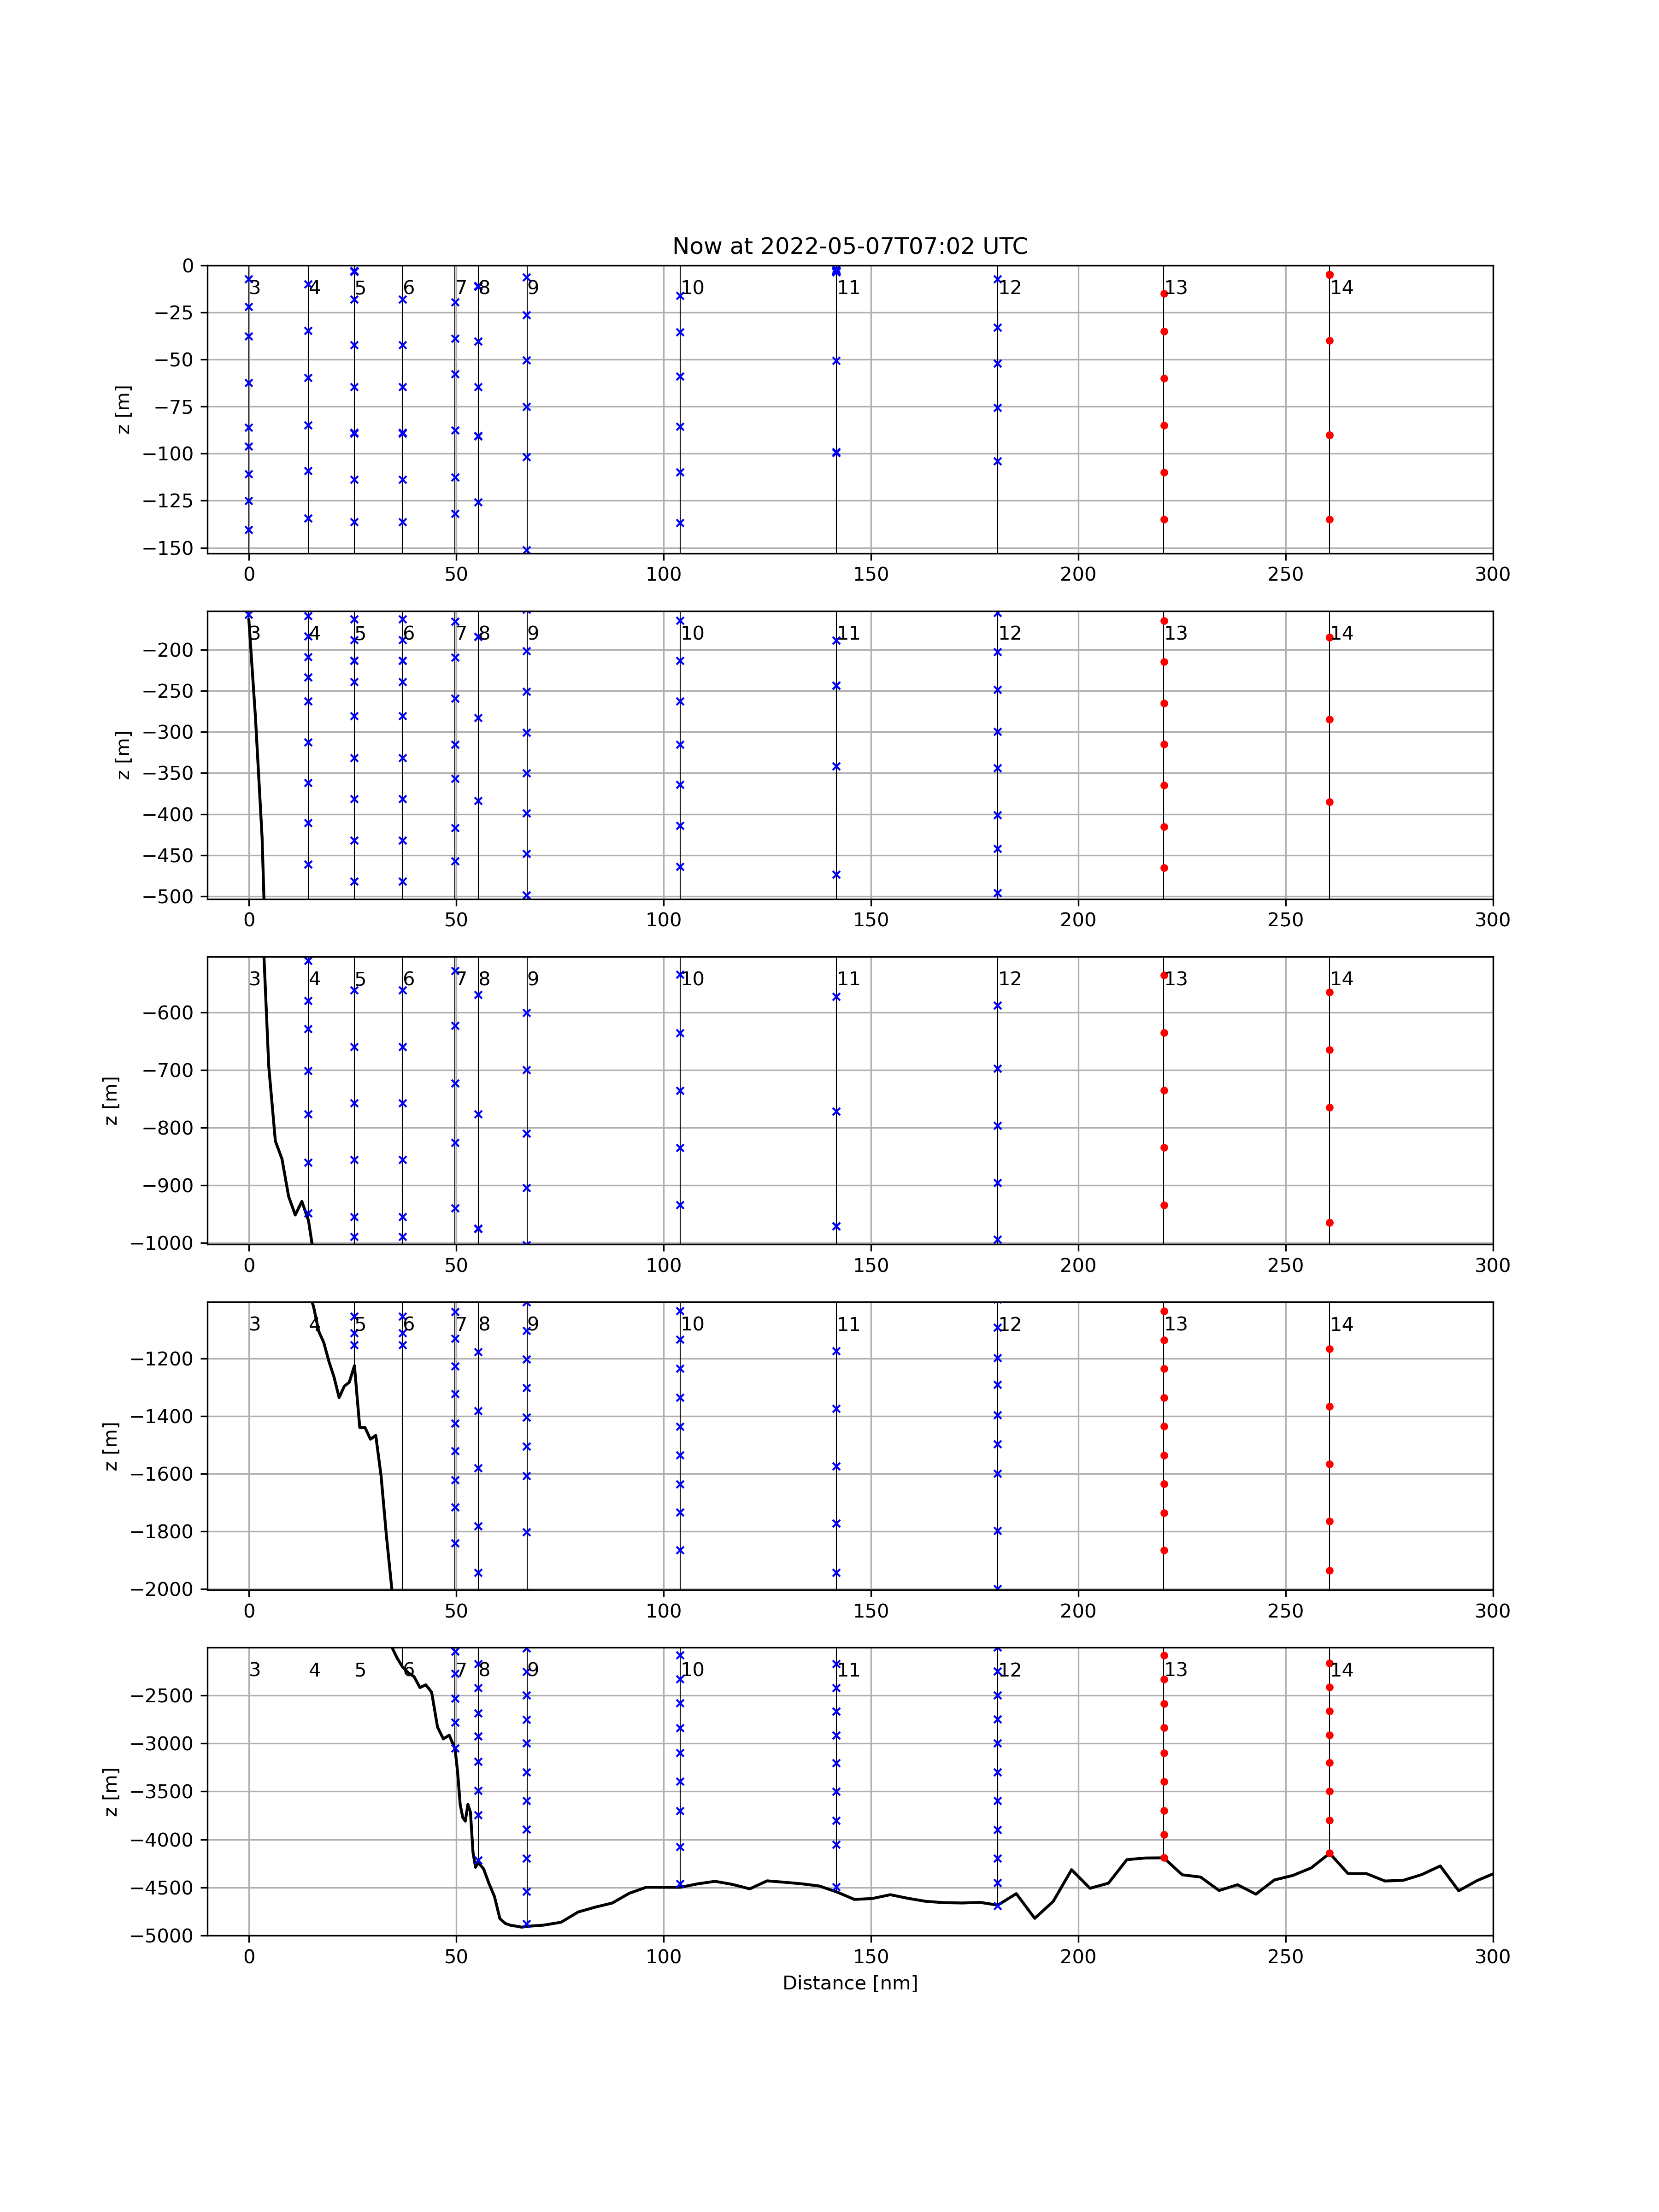 Now at 2022-05-07T07:02 UTC
0
3 4 5 6 7 8 9 10 11 12 13 14
−25
−50
z [m]
−75
−100
−125
−150
0 50 100 150 200 250 300
3 4 5 6 7 8 9 10 11 12 13 14
−200
−250
−300
z [m]
−350
−400
−450
−500
0 50 100 150 200 250 300
3 4 5 6 7 8 9 10 11 12 13 14
−600
−700
z [m]
−800
−900
−1000
0 50 100 150 200 250 300
3 4 5 6 7 8 9 10 11 12 13 14
−1200
−1400
z [m]
−1600
−1800
−2000
0 50 100 150 200 250 300
3 4 5 6 7 8 9 10 11 12 13 14
−2500
−3000
z [m]
−3500
−4000
−4500
−5000
0 50 100 150 200 250 300
Distance [nm]